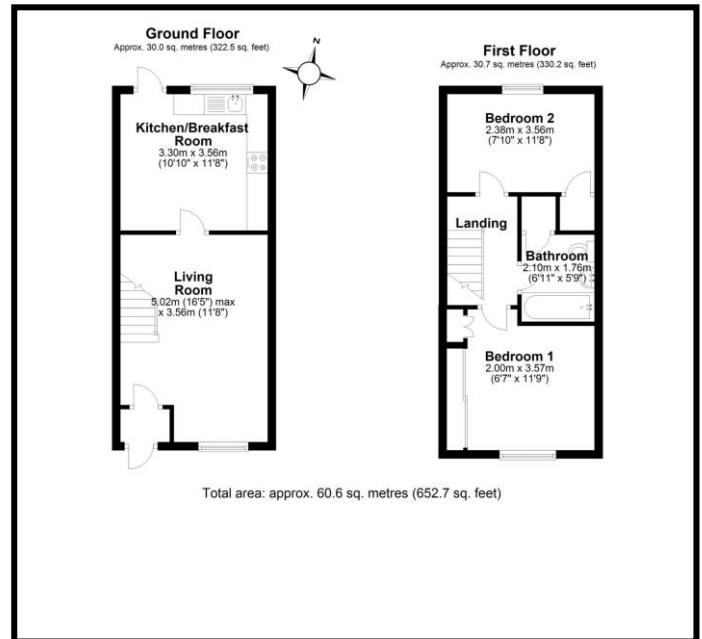 Ground Floor
Approx. 30.0 sq. metres (322.5 sq. feet)
N
Kitchen/Breakfast
Room
3.30m x 3.56m
(10'10" x 11'8")
Living
Room
5.02m (16'5") max
x 3.56m (11'8")
First Floor
Approx. 30.7 sq. metres (330.2 sq. feet)
Bedroom 2
2.38m x 3.56m
(7'10" x 11'8")
Landing
Bathroom
2.10m x 1.76m
(6'11" x 5'9")
Bedroom 1
2.00m x 3.57m
(6'7" x 11'9")
Total area: approx. 60.6 sq. metres (652.7 sq. feet)